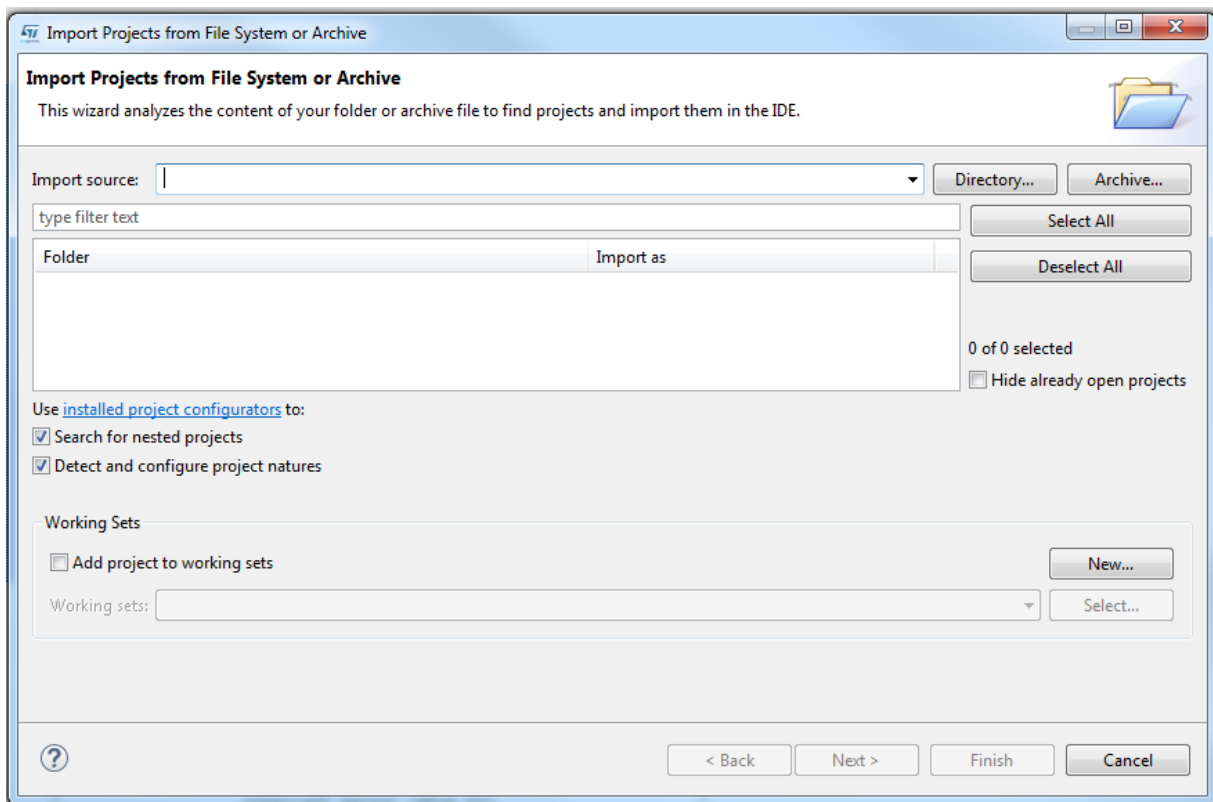 Import Projects from File System or Archive
Import Projects from File System or Archive
This wizard analyzes the content of your folder or archive file to find projects and import them in the IDE.
Import source: Directory... Archive...
type filter text Select All
Folder Import as
Deselect All
0 of 0 selected
Hide already open projects
Use installed project configurators to:
Search for nested projects
Detect and configure project natures
Working Sets
Add project to working sets New...
Working sets: Select...
? < Back Next > Finish Cancel